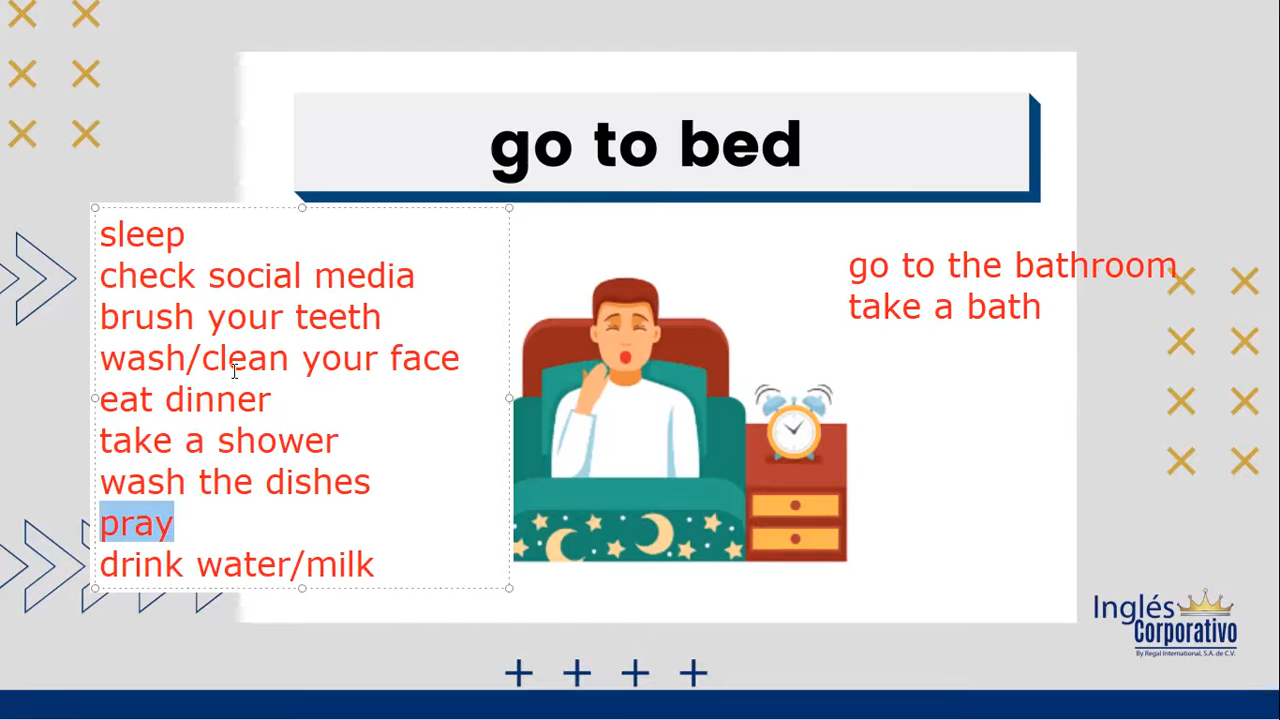 go to bed
sleep
check social media
brush your teeth
wash/clean your face
eat dinner
take a shower
wash the dishes
pray
drink water/milk
go to the bathroom
take a bath
Inglés
Corporativo
By Regal International, S.A. de C.V.